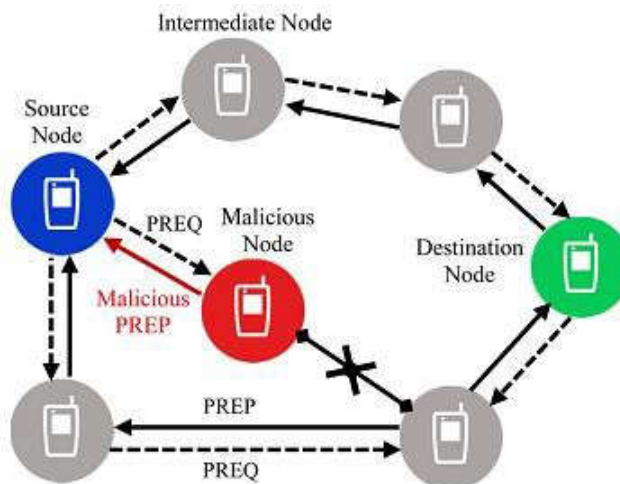 Intermediate Node
Source
Node
PREQ
Malicious
Node
Destination
Node
Malicious
PREP
PREP
PREQ